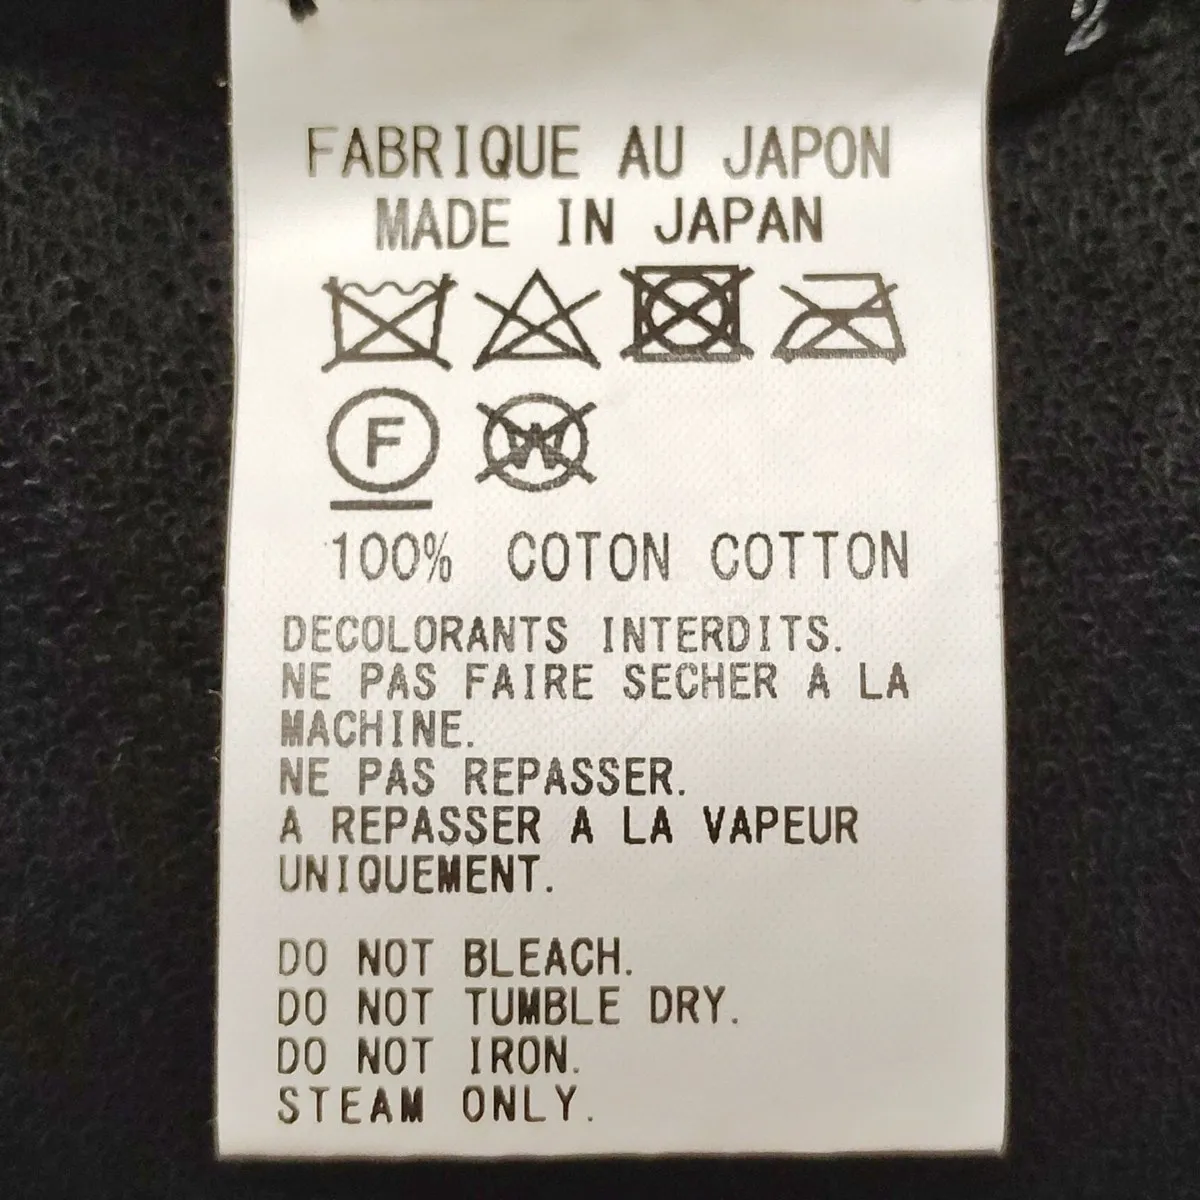 FABRIQUE AU JAPON
MADE IN JAPAN
F W
100% COTON COTTON
DECOLORANTS INTERDITS.
NE PAS FAIRE SECHER A LA
MACHINE.
NE PAS REPASSER.
A REPASSER A LA VAPEUR
UNIQUEMENT.
DO NOT BLEACH.
DO NOT TUMBLE DRY.
DO NOT IRON.
STEAM ONLY.